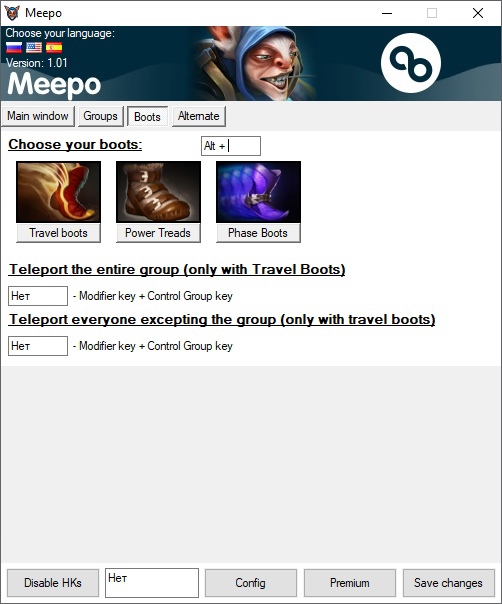 Meepo
Choose your language:
Version: 1.01
Meepo
Main window Groups Boots Alternate
Choose your boots: Alt +
Travel boots Power Treads Phase Boots
Teleport the entire group (only with Travel Boots)
Нет - Modifier key + Control Group key
Teleport everyone excepting the group (only with travel boots)
Нет - Modifier key + Control Group key
Disable HKs Нет Config Premium Save changes